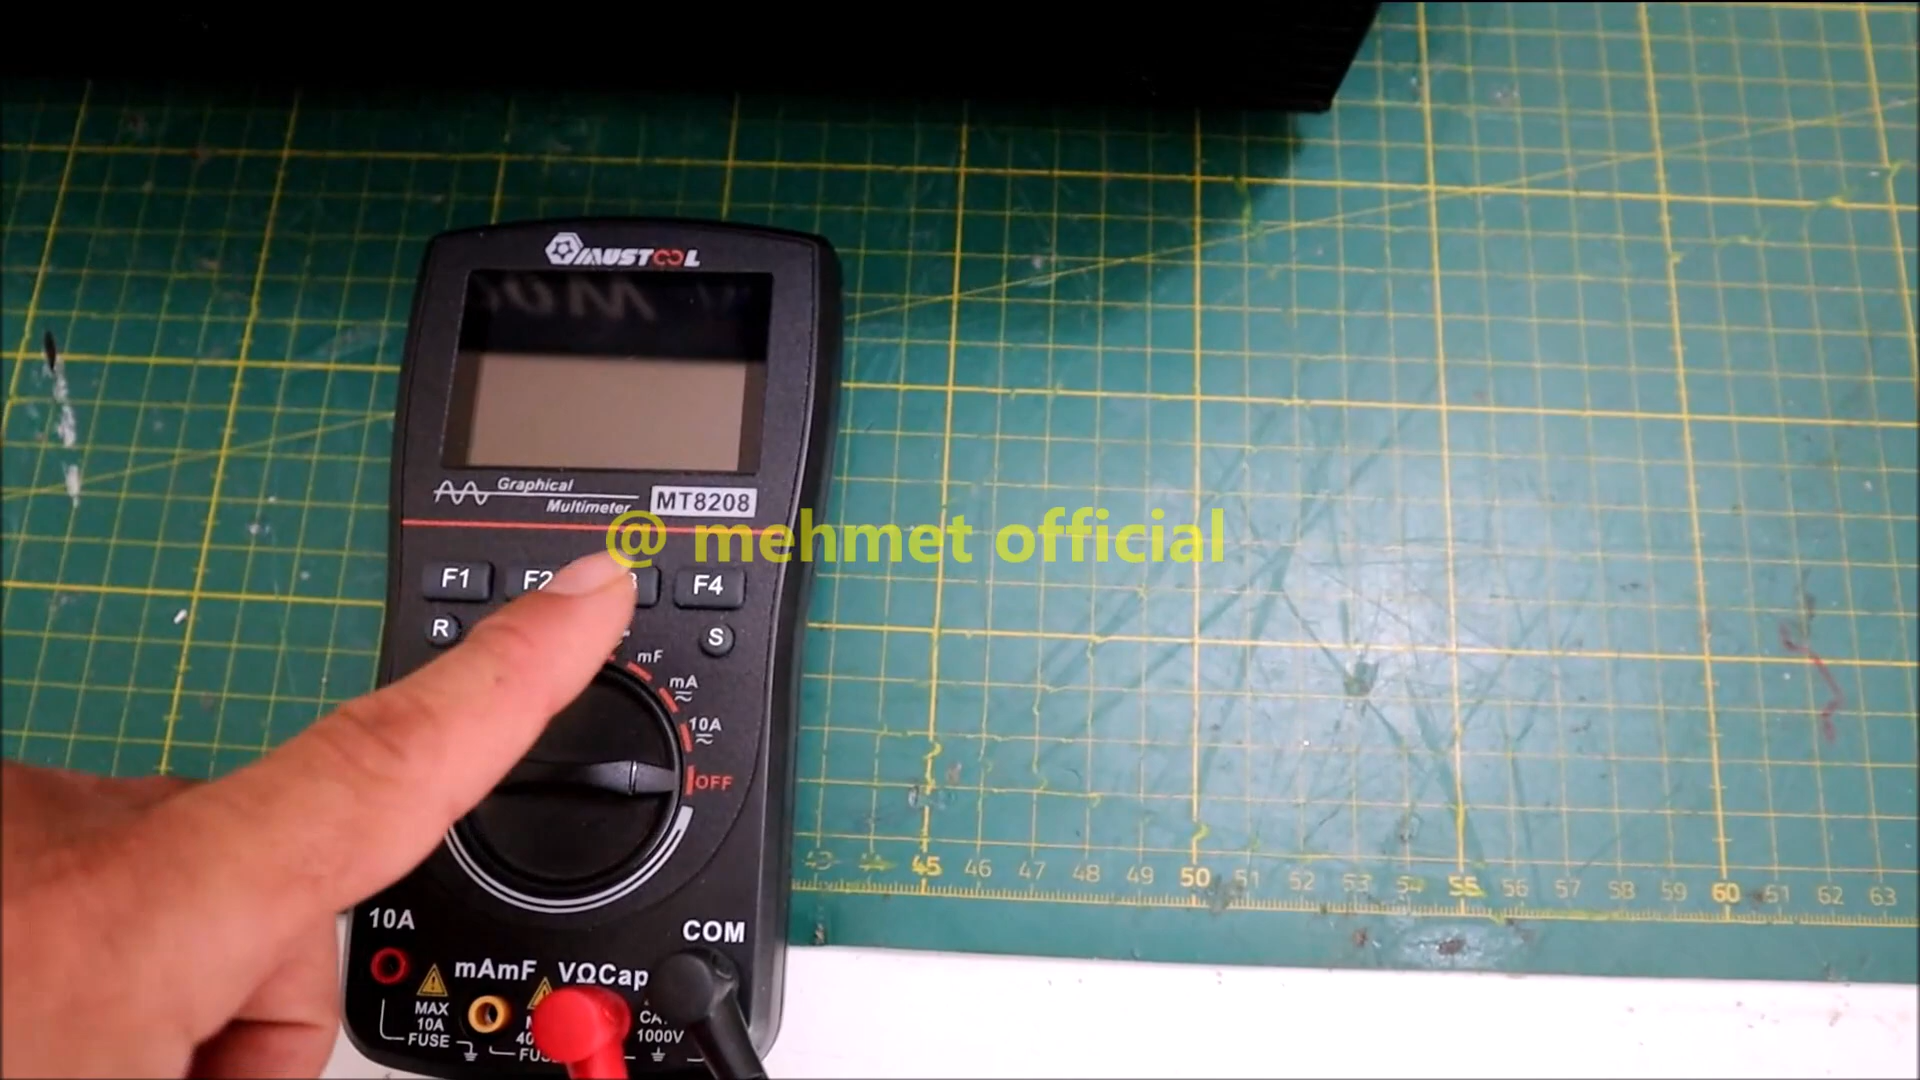 MUSTOOL
Graphical
Multimeter
MT8208
@ mehmet official
F1 F2 F4
R S
mF
mA
10A
OFF
10A COM
mAmF VΩCap
MAX
10A
FUSE
1000V
45 46 47 48 49 50 51 52 53 54 55 56 57 58 59 60 61 62 63